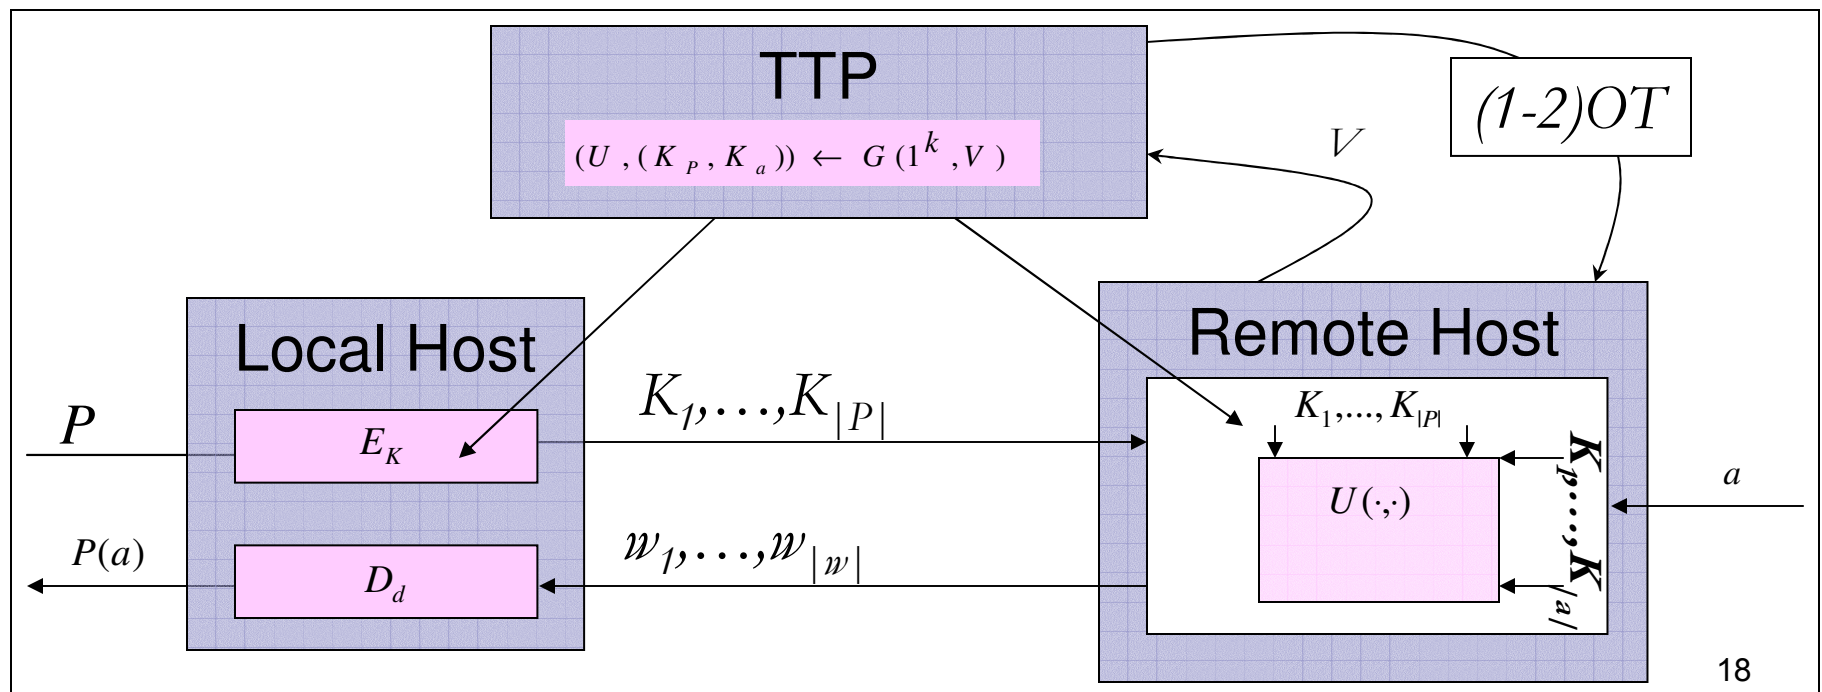 TTP
(U , (K_P , K_a)) ← G (1^k , V)
(1-2)OT
V
Local Host
Remote Host
P
E_K
K_1,...,K_|P|
K_1,..., K_|P|
U(·,·)
K_1,...,K_|a|
a
P(a)
D_d
w_1,...,w_|w|
18